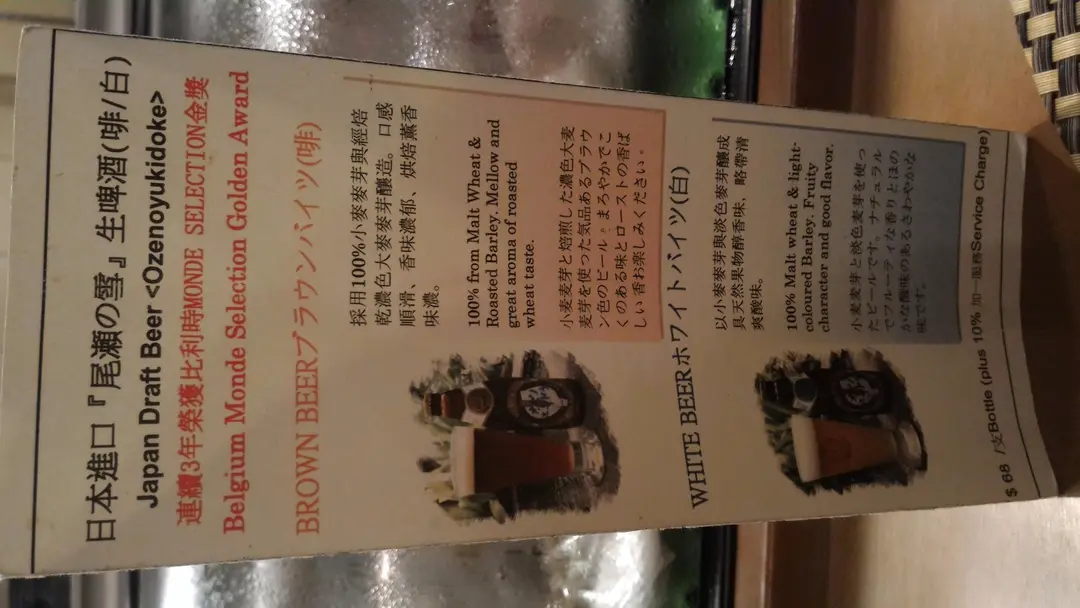 日本進口『尾瀬の雪』生啤酒(啡/白)
Japan Draft Beer <Ozenoyukidoke>
連續3年榮獲比利時MONDE SELECTION金獎
Belgium Monde Selection Golden Award
BROWN BEERブラウンバイツ(啡)
採用100%小麥麥芽與經焙
乾濃色大麥麥芽釀造。口感
順滑、香味濃郁、烘焙薰香
味濃。
100% from Malt Wheat &
Roasted Barley. Mellow and
great aroma of roasted
wheat taste.
小麦麦芽と焙煎した濃色大麦
麦芽を使った気品あるブラウ
ン色のビール。まろやかでこ
くのある味とローストの香ば
しい香お楽しみください。
WHITE BEERホワイトバイツ(白)
以小麥麥芽與淡色麥芽釀成
具天然果物醇香味、略帶清
爽酸味。
100% Malt wheat & light-
coloured Barley. Fruity
character and good flavor.
小麦麦芽と淡色麦芽を使っ
たビールです。ナチュラル
でフルーティな香りとほの
かな酸味のあるさわやかな
味です。
$ 68 /支Bottle (plus 10% 加一服務Service Charge)